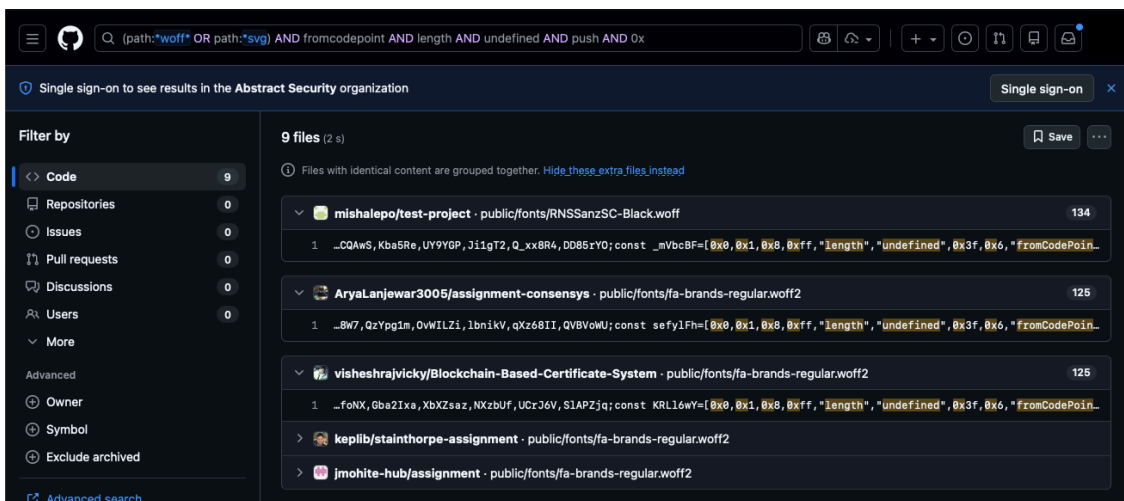 (path:*woff* OR path:*svg) AND fromcodepoint AND length AND undefined AND push AND 0x
Single sign-on to see results in the Abstract Security organization
Single sign-on
Filter by
Code 9
Repositories 0
Issues 0
Pull requests 0
Discussions 0
Users 0
More
Advanced
Owner
Symbol
Exclude archived
Advanced search
9 files (2 s)
Save
Files with identical content are grouped together. Hide these extra files instead
mishalepo/test-project · public/fonts/RNSSanzSC-Black.woff 134
1 …CQAwS,Kba5Re,UY9YGP,Ji1gT2,Q_xx8R4,DD85rYO;const _mVbcBF=[0x0,0x1,0x8,0xff,"length","undefined",0x3f,0x6,"fromCodePoin…
AryaLanjewar3005/assignment-consensys · public/fonts/fa-brands-regular.woff2 125
1 …8W7,QzYpg1m,OvWILZi,lbnikV,qXz68II,QVBVoWU;const sefylFh=[0x0,0x1,0x8,0xff,"length","undefined",0x3f,0x6,"fromCodePoin…
visheshrajvicky/Blockchain-Based-Certificate-System · public/fonts/fa-brands-regular.woff2 125
1 …foNX,Gba2Ixa,XbXZsaz,NXzbUf,UCrJ6V,SlAPZjq;const KRLl6wY=[0x0,0x1,0x8,0xff,"length","undefined",0x3f,0x6,"fromCodePoin…
keplib/stainthorpe-assignment · public/fonts/fa-brands-regular.woff2
jmohite-hub/assignment · public/fonts/fa-brands-regular.woff2